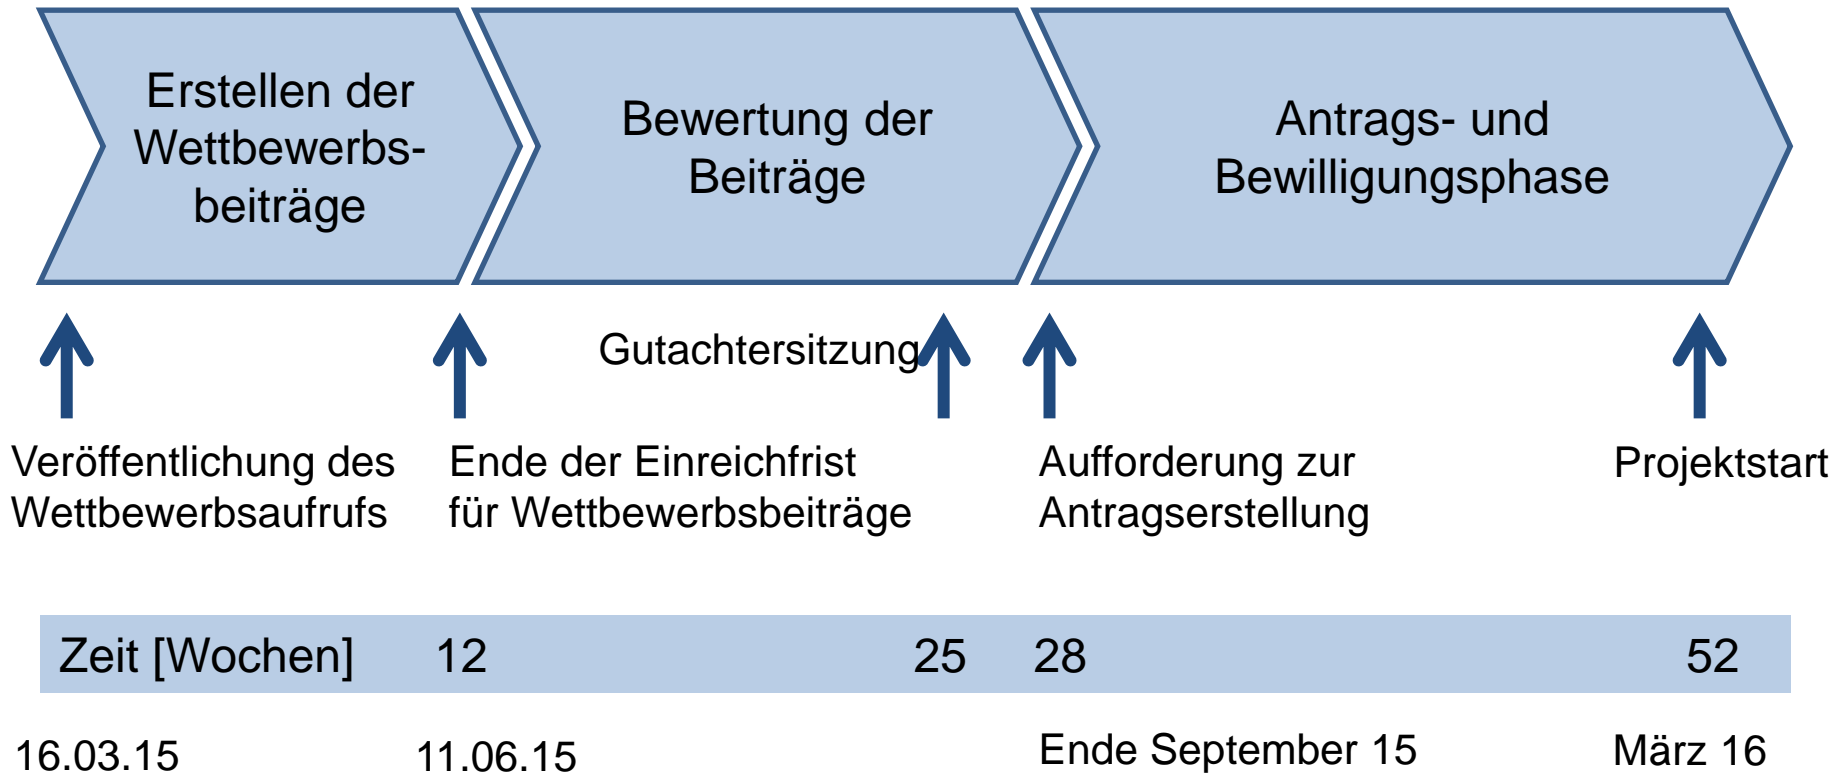 Erstellen der
Wettbewerbs-
beiträge
Bewertung der
Beiträge
Antrags- und
Bewilligungsphase
Gutachtersitzung
Veröffentlichung des
Wettbewerbsaufrufs
Ende der Einreichfrist
für Wettbewerbsbeiträge
Aufforderung zur
Antragserstellung
Projektstart
Zeit [Wochen] 12 25 28 52
16.03.15 11.06.15 Ende September 15 März 16